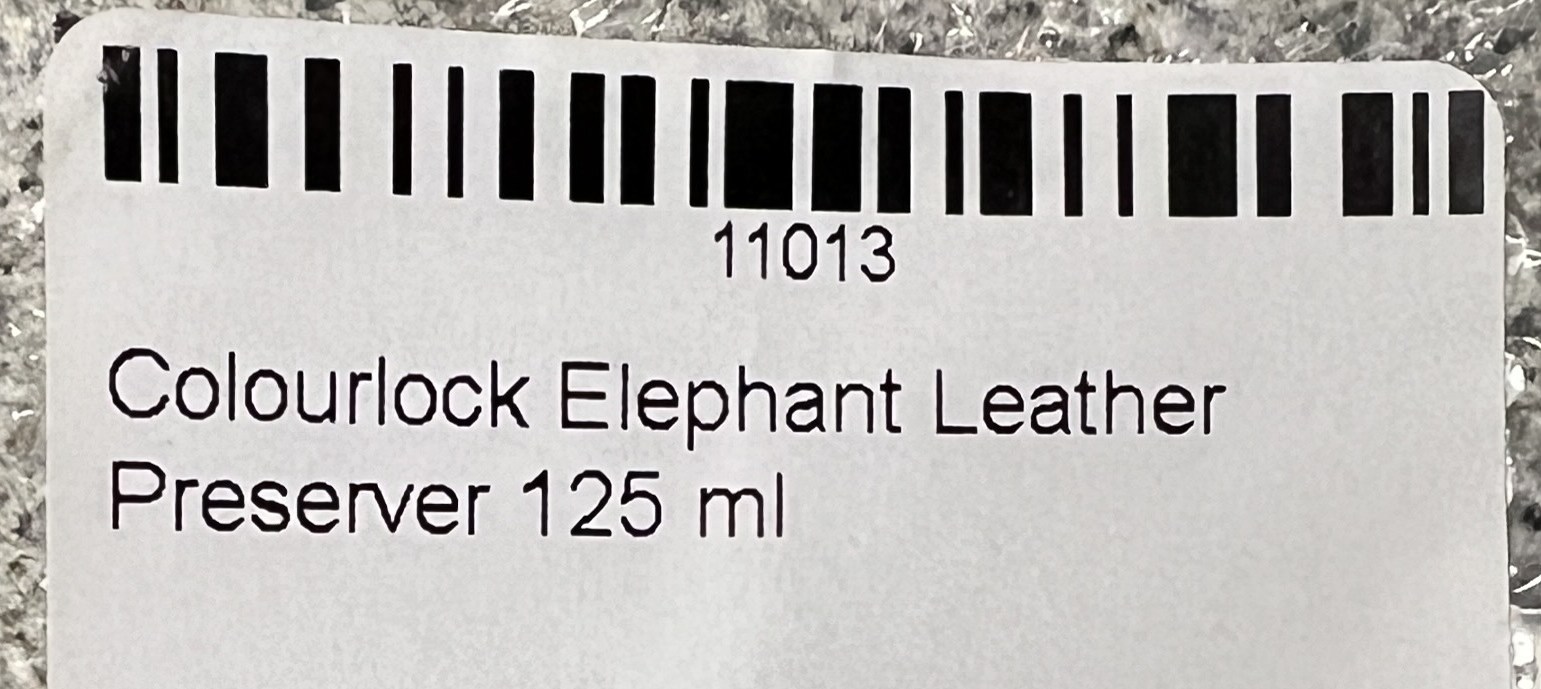 11013
Colourlock Elephant Leather
Preserver 125 ml